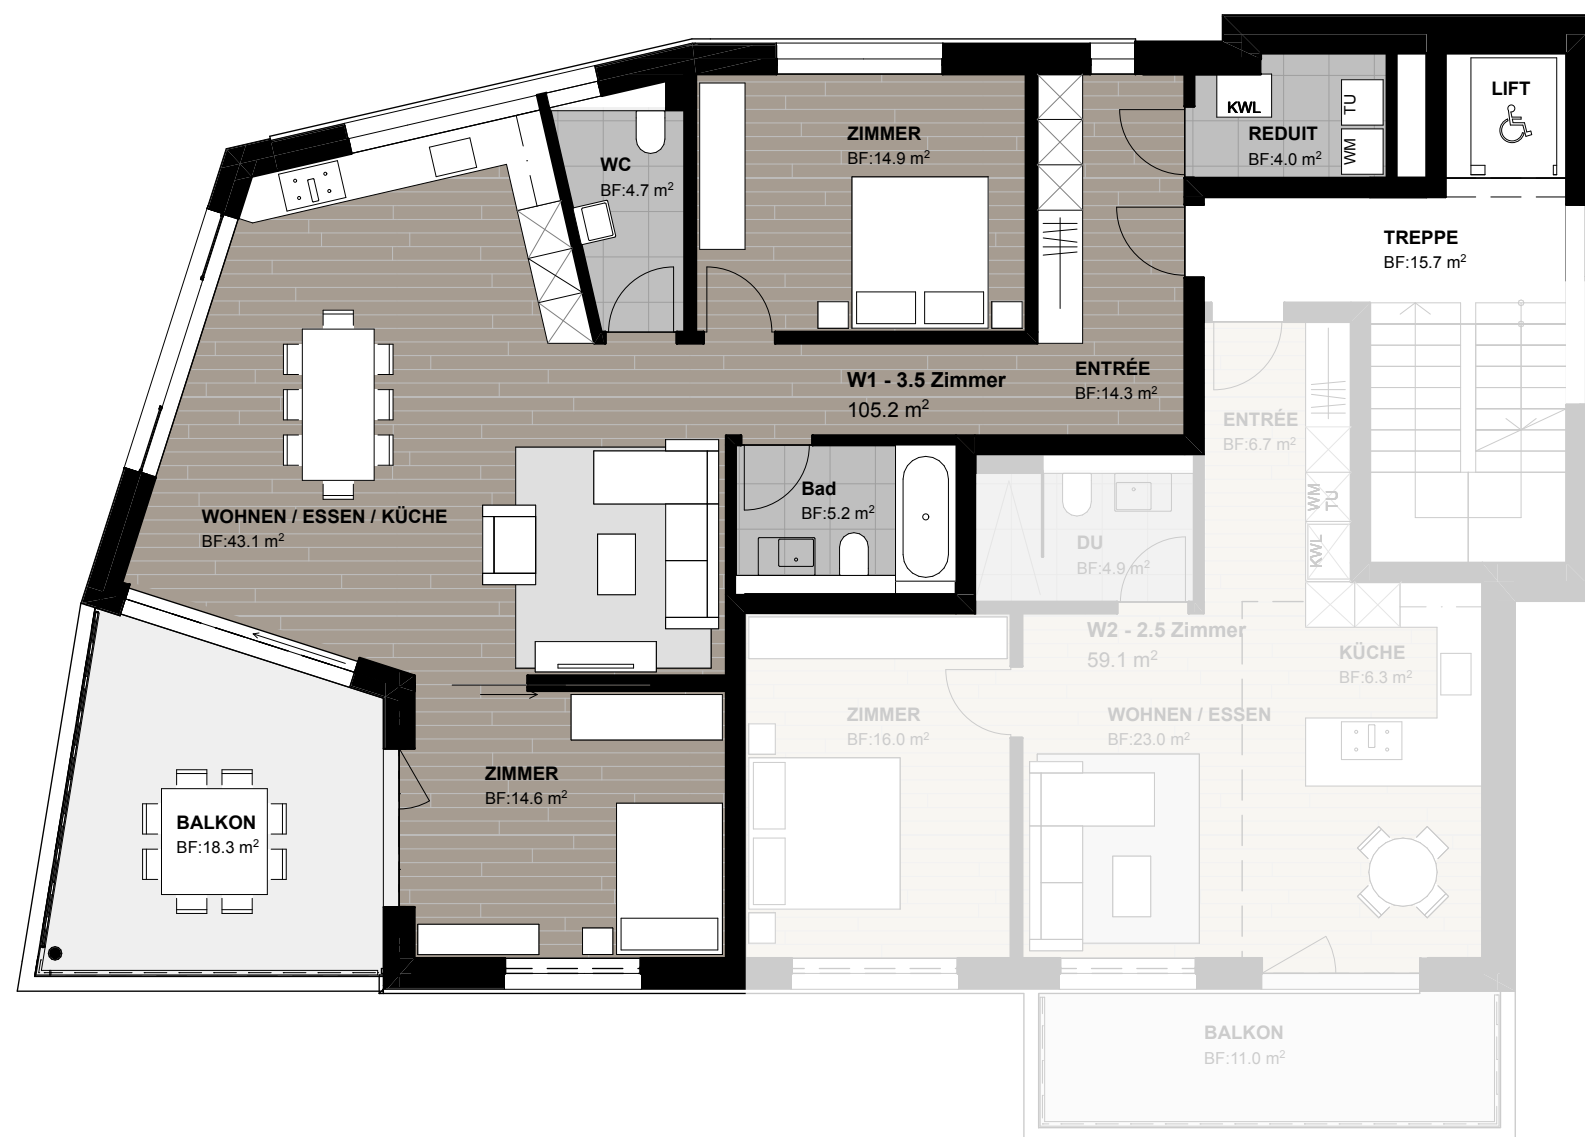 LIFT
KWL
TU
WM
REDUIT
BF:4.0 m²
ZIMMER
BF:14.9 m²
WC
BF:4.7 m²
TREPPE
BF:15.7 m²
W1 - 3.5 Zimmer
105.2 m²
ENTRÉE
BF:14.3 m²
ENTRÉE
BF:6.7 m²
WM
TU
KWL
Bad
BF:5.2 m²
WOHNEN / ESSEN / KÜCHE
BF:43.1 m²
DU
BF:4.9 m²
W2 - 2.5 Zimmer
59.1 m²
KÜCHE
BF:6.3 m²
ZIMMER
BF:16.0 m²
WOHNEN / ESSEN
BF:23.0 m²
ZIMMER
BF:14.6 m²
BALKON
BF:18.3 m²
BALKON
BF:11.0 m²